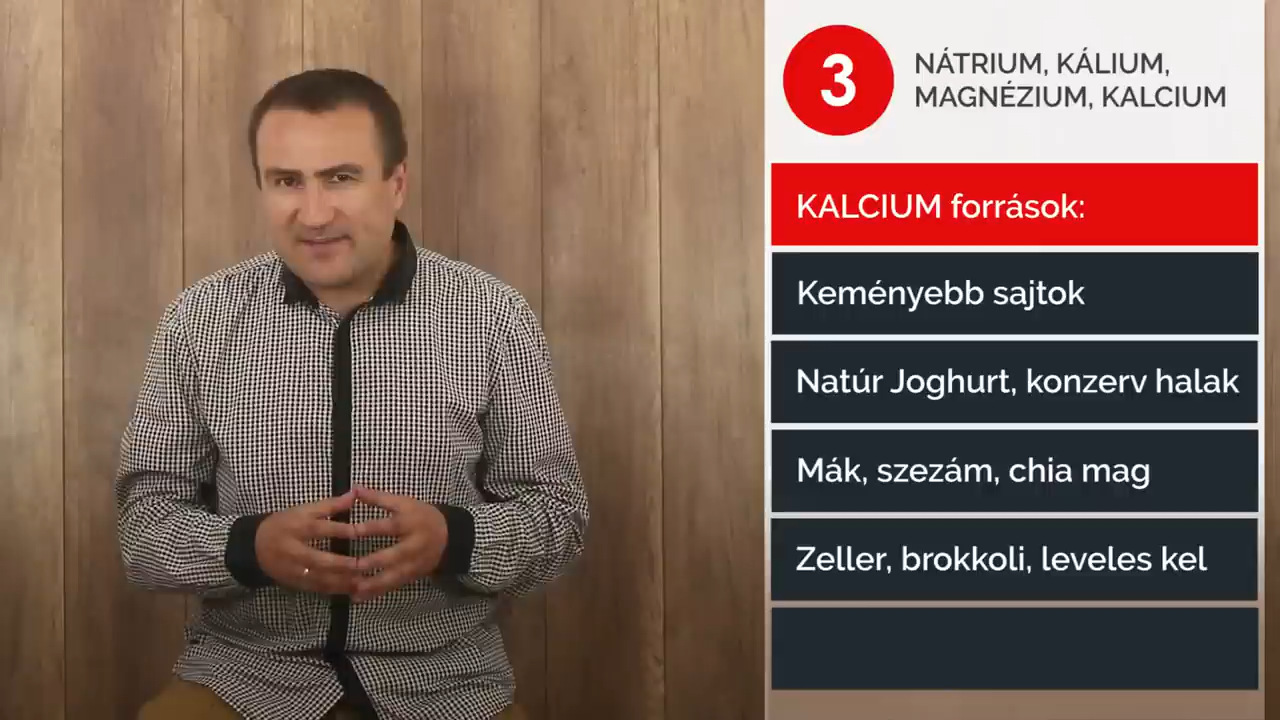 3
NÁTRIUM, KÁLIUM,
MAGNÉZIUM, KALCIUM
KALCIUM források:
Keményebb sajtok
Natúr Joghurt, konzerv halak
Mák, szezám, chia mag
Zeller, brokkoli, leveles kel